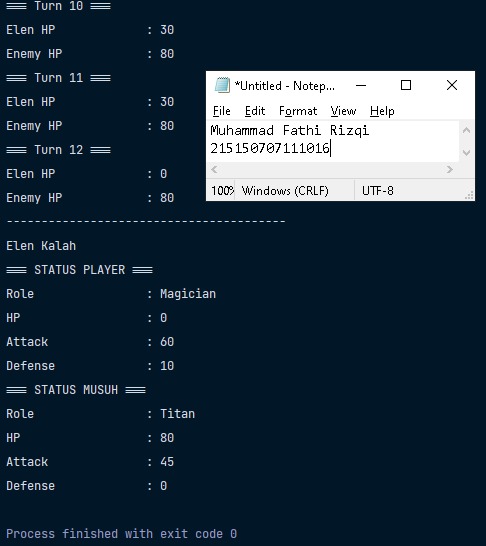 === Turn 10 ===
Elen HP : 30
Enemy HP : 80
=== Turn 11 ===
Elen HP : 30
Enemy HP : 80
=== Turn 12 ===
Elen HP : 0
Enemy HP : 80
----------------------------------------
Elen Kalah
=== STATUS PLAYER ===
Role : Magician
HP : 0
Attack : 60
Defense : 10
=== STATUS MUSUH ===
Role : Titan
HP : 80
Attack : 45
Defense : 0
Process finished with exit code 0
*Untitled - Notep...
File Edit Format View Help
Muhammad Fathi Rizqi
215150707111016
100% Windows (CRLF) UTF-8